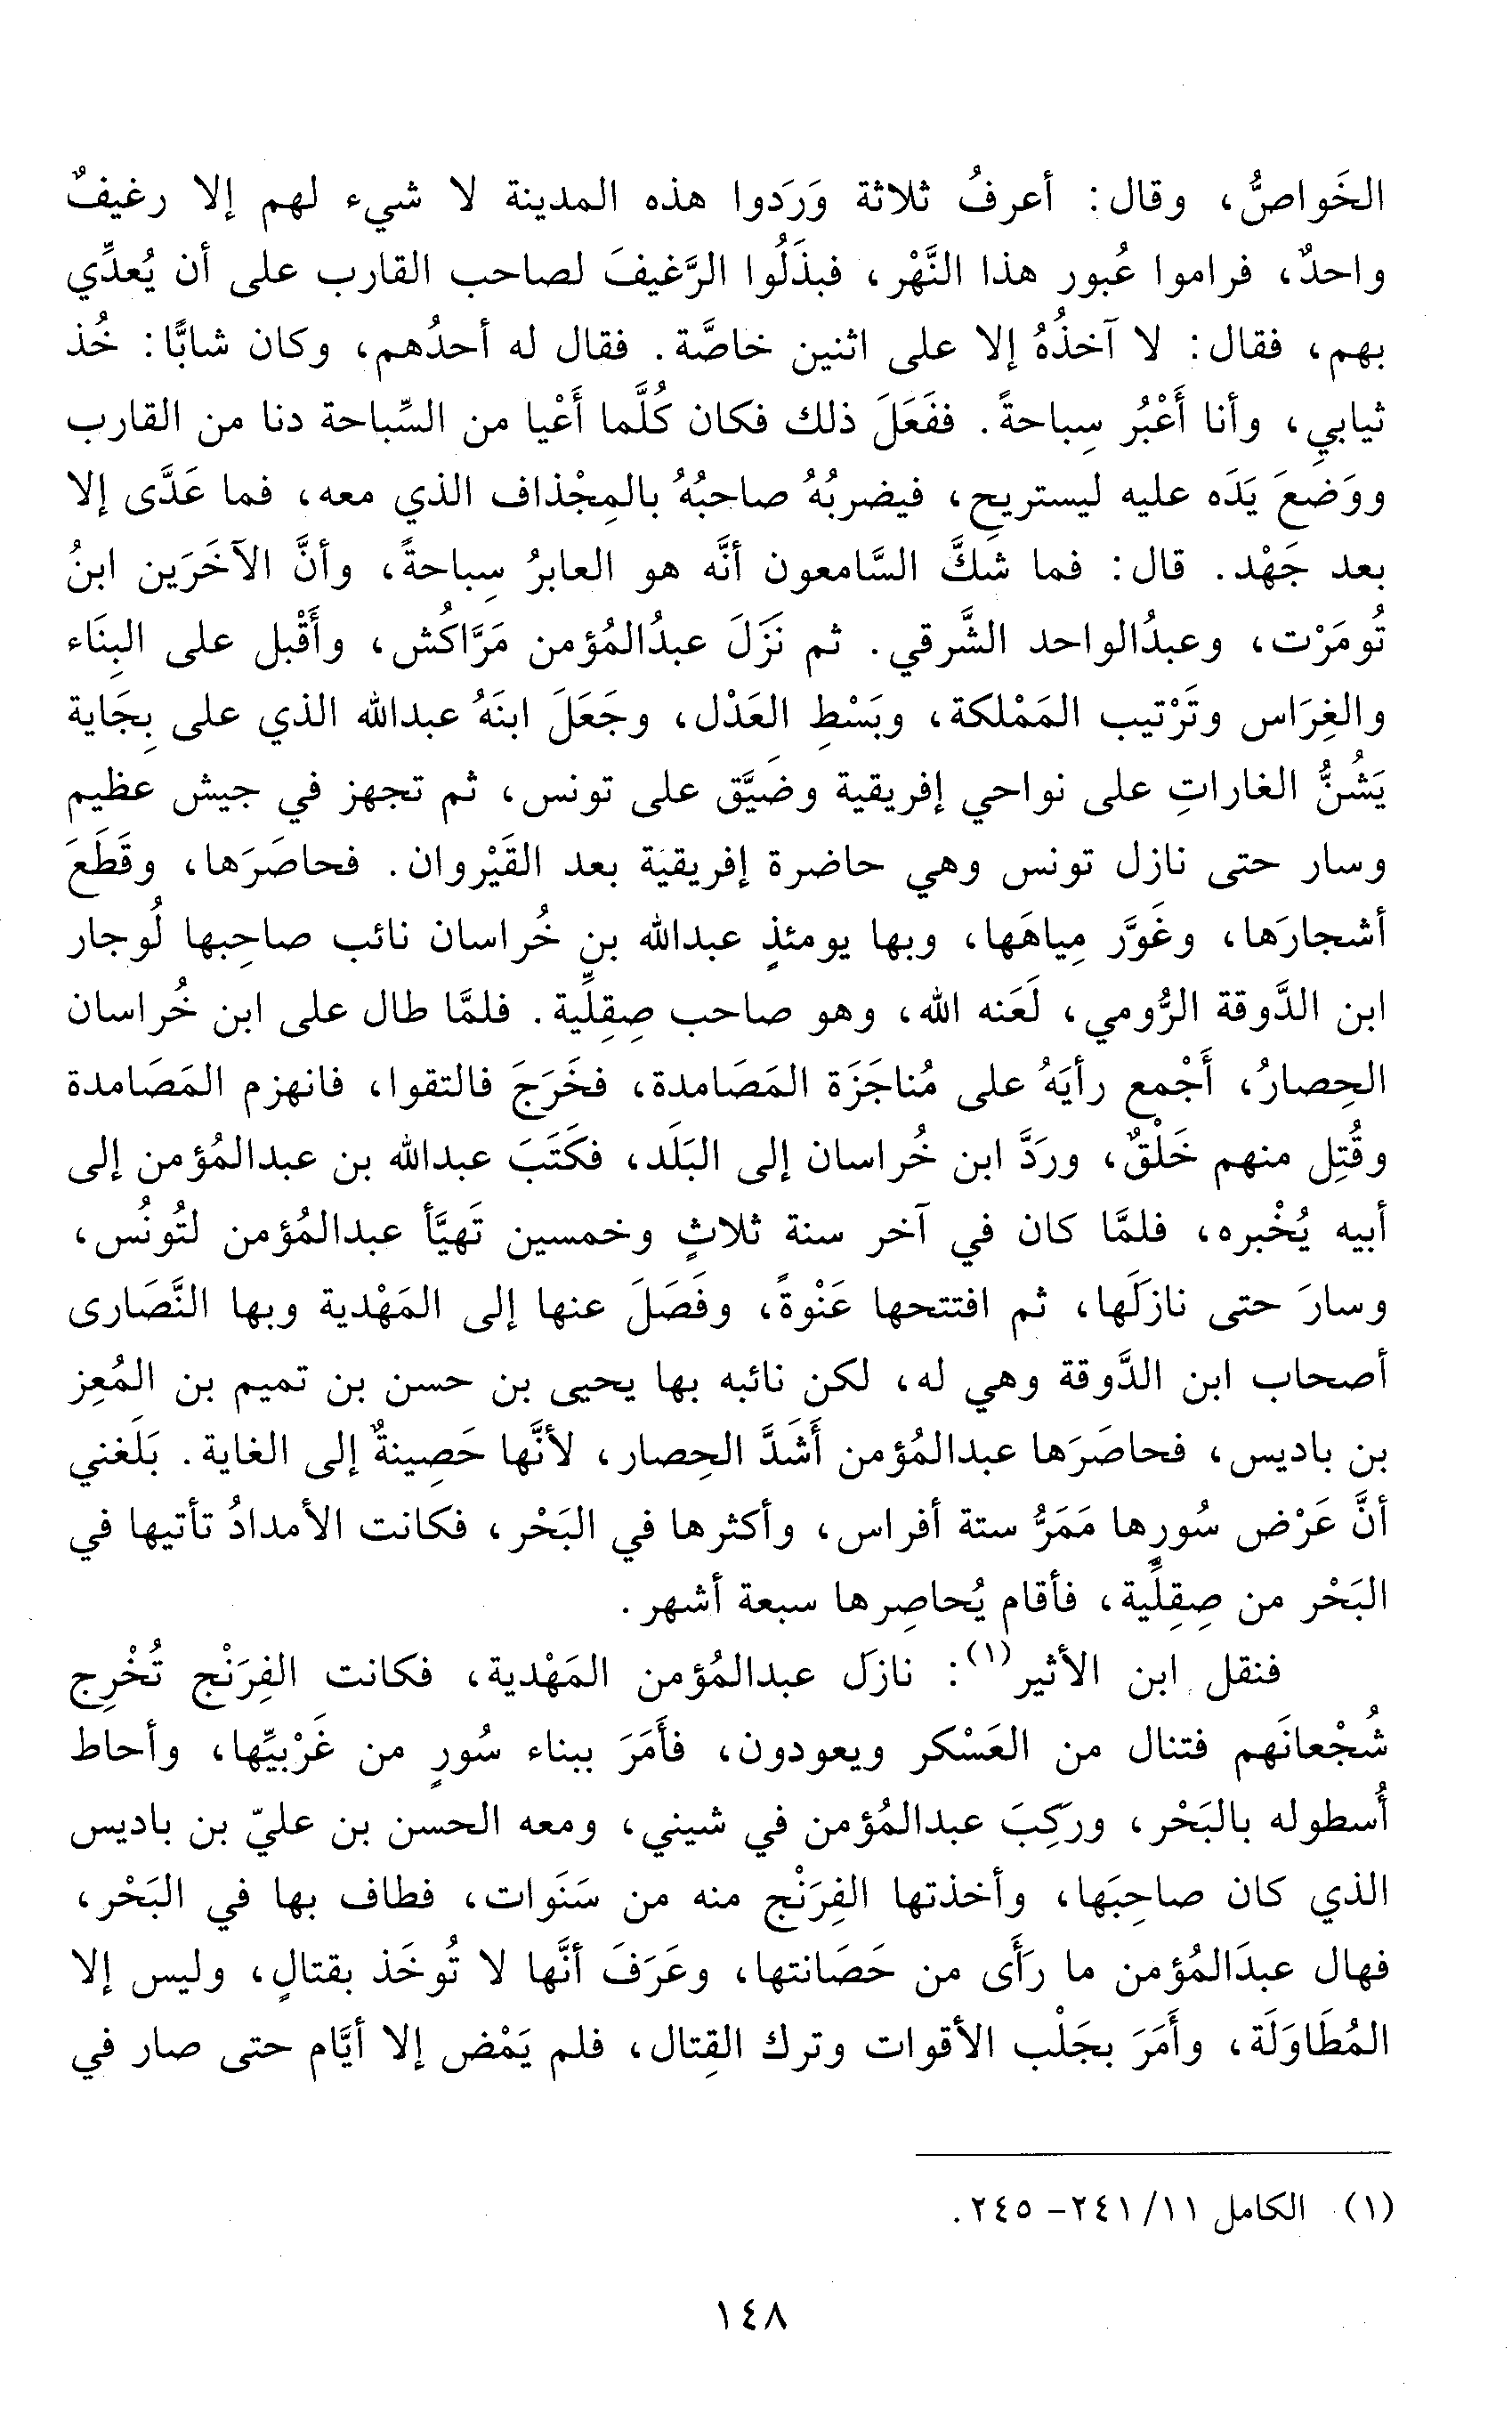 الخَواصُّ، وقال: أعرفُ ثلاثة وَرَدوا هذه المدينة لا شيء لهم إلا رغيفٌ
واحدٌ، فراموا عُبور هذا النَّهْر، فبذَلُوا الرَّغيفَ لصاحب القارب على أن يُعدِّي
بهم، فقال: لا آخذُهُ إلا على اثنين خاصَّة. فقال له أحدُهم، وكان شابًّا: خُذ
ثيابي، وأنا أَعْبُر سِباحةً. ففَعَلَ ذلك فكان كُلَّما أَعْيا من السِّباحة دنا من القارب
ووَضعَ يَدَه عليه ليستريحِ، فيضربُهُ صاحبُهُ بالمِجْذاف الذي معه، فما عَدَّى إلا
بعد جَهْد. قال: فما شكَّ السَّامعون أنَّه هو العابرُ سِباحةً، وأنَّ الآخَرَين ابنُ
تُومَرْت، وعبدُالواحد الشَّرقي. ثم نَزَلَ عبدُالمُؤمن مَرَّاكُش، وأَقْبل على البِنَاء
والغِرَاس وتَرْتيب المَمْلكة، وبَسْطِ العَدْل، وجَعَلَ ابنَهُ عبدالله الذي على بِجَاية
يَشُنُّ الغاراتِ على نواحي إفريقية وضَيَّق على تونس، ثم تجهز في جيش عظيم
وسار حتى نازل تونس وهي حاضرة إفريقية بعد القَيْروان. فحاصَرَها، وقَطَعَ
أشجارَها، وغَوَّر مِياهَها، وبها يومئذٍ عبدالله بن خُراسان نائب صاحِبها لُوجار
ابن الدَّوقة الرُّومي، لَعَنه الله، وهو صاحب صِقِلِّية. فلمَّا طال على ابن خُراسان
الحِصارُ، أَجْمع رأيَهُ على مُناجَزَة المَصَامدة، فخَرَجَ فالتقوا، فانهزم المَصَامدة
وقُتِل منهم خَلْقٌ، وردَّ ابن خُراسان إلى البَلَد، فكَتَبَ عبدالله بن عبدالمُؤمن إلى
أبيه يُخْبره، فلمَّا كان في آخر سنة ثلاثٍ وخمسين تَهيَّأ عبدالمُؤمن لتُونُس،
وسارَ حتى نازلَها، ثم افتتحها عَنْوةً، وفَصَلَ عنها إلى المَهْدية وبها النَّصَارى
أصحاب ابن الدَّوقة وهي له، لكن نائبه بها يحيى بن حسن بن تميم بن المُعِز
بن باديس، فحاصَرَها عبدالمُؤمن أَشَدَّ الحِصار، لأنَّها حَصِينةٌ إلى الغاية. بَلَغني
أنَّ عَرْض سُورِها مَمَرُّ ستة أفراس، وأكثرها في البَحْر، فكانت الأمدادُ تأتيها في
البَحْر من صِقِلِّية، فأقام يُحاصِرها سبعة أشهر.
فنقل ابن الأثير(١): نازلَ عبدالمُؤمن المَهْدية، فكانت الفِرَنْج تُخْرِج
شُجْعانَهم فتنال من العَسْكر ويعودون، فأَمَرَ ببناء سُورٍ من غَرْبيِّها، وأحاط
أُسطوله بالبَحْر، وركِبَ عبدالمُؤمن في شيني، ومعه الحسن بن عليّ بن باديس
الذي كان صاحِبَها، وأخذتها الفِرَنْج منه من سَنَوات، فطاف بها في البَحْر،
فهال عبدَالمُؤمن ما رَأَى من حَصَانتها، وعَرَفَ أنَّها لا تُوخَذ بقتالٍ، وليس إلا
المُطَاوَلَة، وأَمَرَ بجَلْب الأقوات وترك القِتال، فلم يَمْض إلا أيَّام حتى صار في
(١) الكامل ١١/ ٢٤١- ٢٤٥.
١٤٨